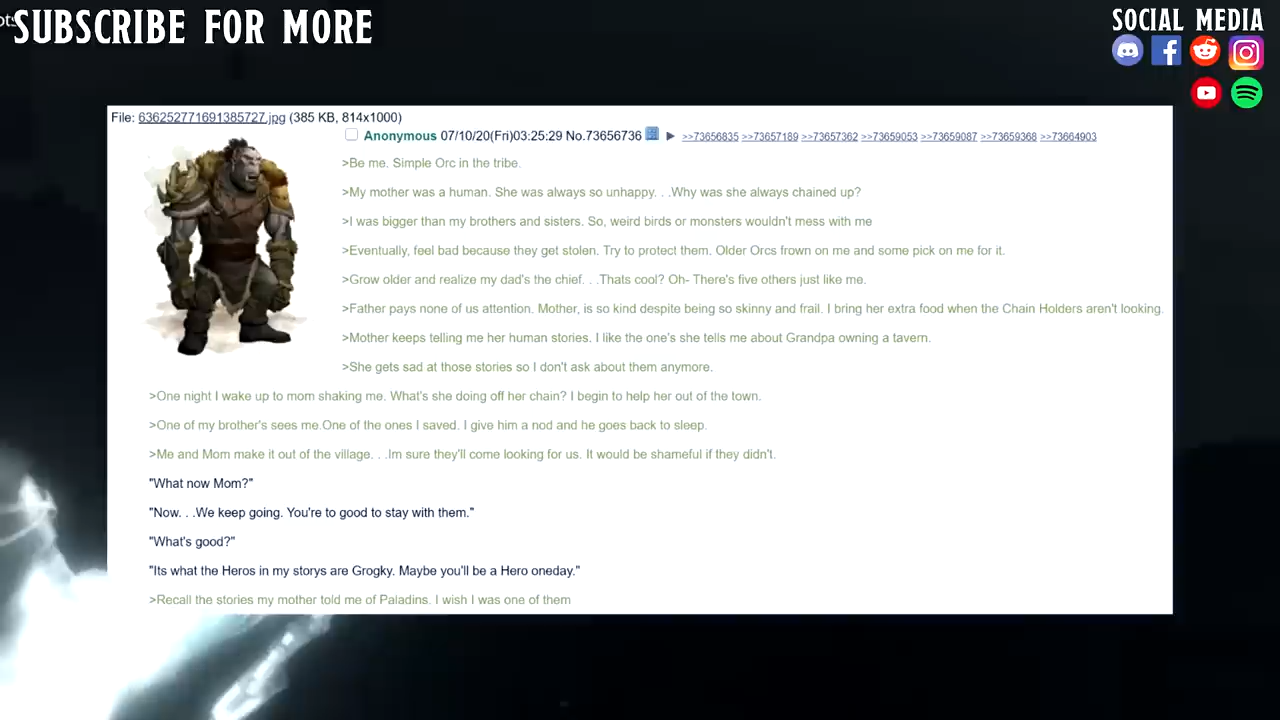 ots
SUBSCRIBE FOR MORE
SOCIAL MEDIA
File: 636252771691385727.jpg (385 KB, 814x1000)
Anonymous 07/10/20(Fri)03:25:29 No.73656736 ▶ >>73656835 >>73657189 >>73657362 >>73659053 >>73659087 >>73659368 >>73664903
>Be me. Simple Orc in the tribe.
>My mother was a human. She was always so unhappy. . .Why was she always chained up?
>I was bigger than my brothers and sisters. So, weird birds or monsters wouldn't mess with me
>Eventually, feel bad because they get stolen. Try to protect them. Older Orcs frown on me and some pick on me for it.
>Grow older and realize my dad's the chief. . .Thats cool? Oh- There's five others just like me.
>Father pays none of us attention. Mother, is so kind despite being so skinny and frail. I bring her extra food when the Chain Holders aren't looking.
>Mother keeps telling me her human stories. I like the one's she tells me about Grandpa owning a tavern.
>She gets sad at those stories so I don't ask about them anymore.
>One night I wake up to mom shaking me. What's she doing off her chain? I begin to help her out of the town.
>One of my brother's sees me.One of the ones I saved. I give him a nod and he goes back to sleep.
>Me and Mom make it out of the village. . .Im sure they'll come looking for us. It would be shameful if they didn't.
"What now Mom?"
"Now. . .We keep going. You're to good to stay with them."
"What's good?"
"Its what the Heros in my storys are Grogky. Maybe you'll be a Hero oneday."
>Recall the stories my mother told me of Paladins. I wish I was one of them